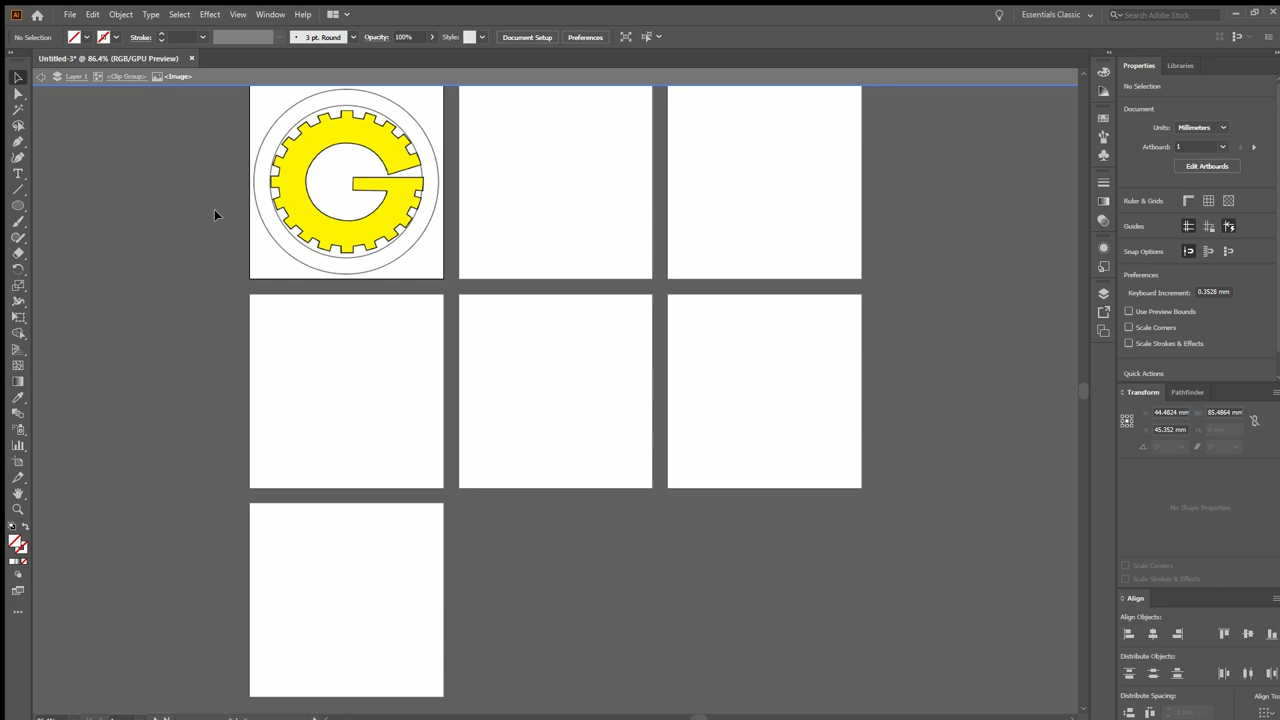 Ai File Edit Object Type Select Effect View Window Help Essentials Classic Search Adobe Stock
No Selection Stroke: 3 pt. Round Opacity: 100% Style: Document Setup Preferences
Untitled-3* @ 86.4% (RGB/GPU Preview) ×
Layer 1 <Clip Group> <Image>
Properties Libraries
No Selection
Document
Units: Millimeters
Artboard: 1
Edit Artboards
Ruler & Grids
Guides
Snap Options
Preferences
Keyboard Increment: 0.3528 mm
Use Preview Bounds
Scale Corners
Scale Strokes & Effects
Quick Actions
Transform Pathfinder
44.4824 mm W: 85.4864 mm
45.352 mm
No Shape Properties
Scale Corners
Scale Strokes & Effects
Align
Align Objects:
Distribute Objects:
Distribute Spacing: Align To
0 mm
G